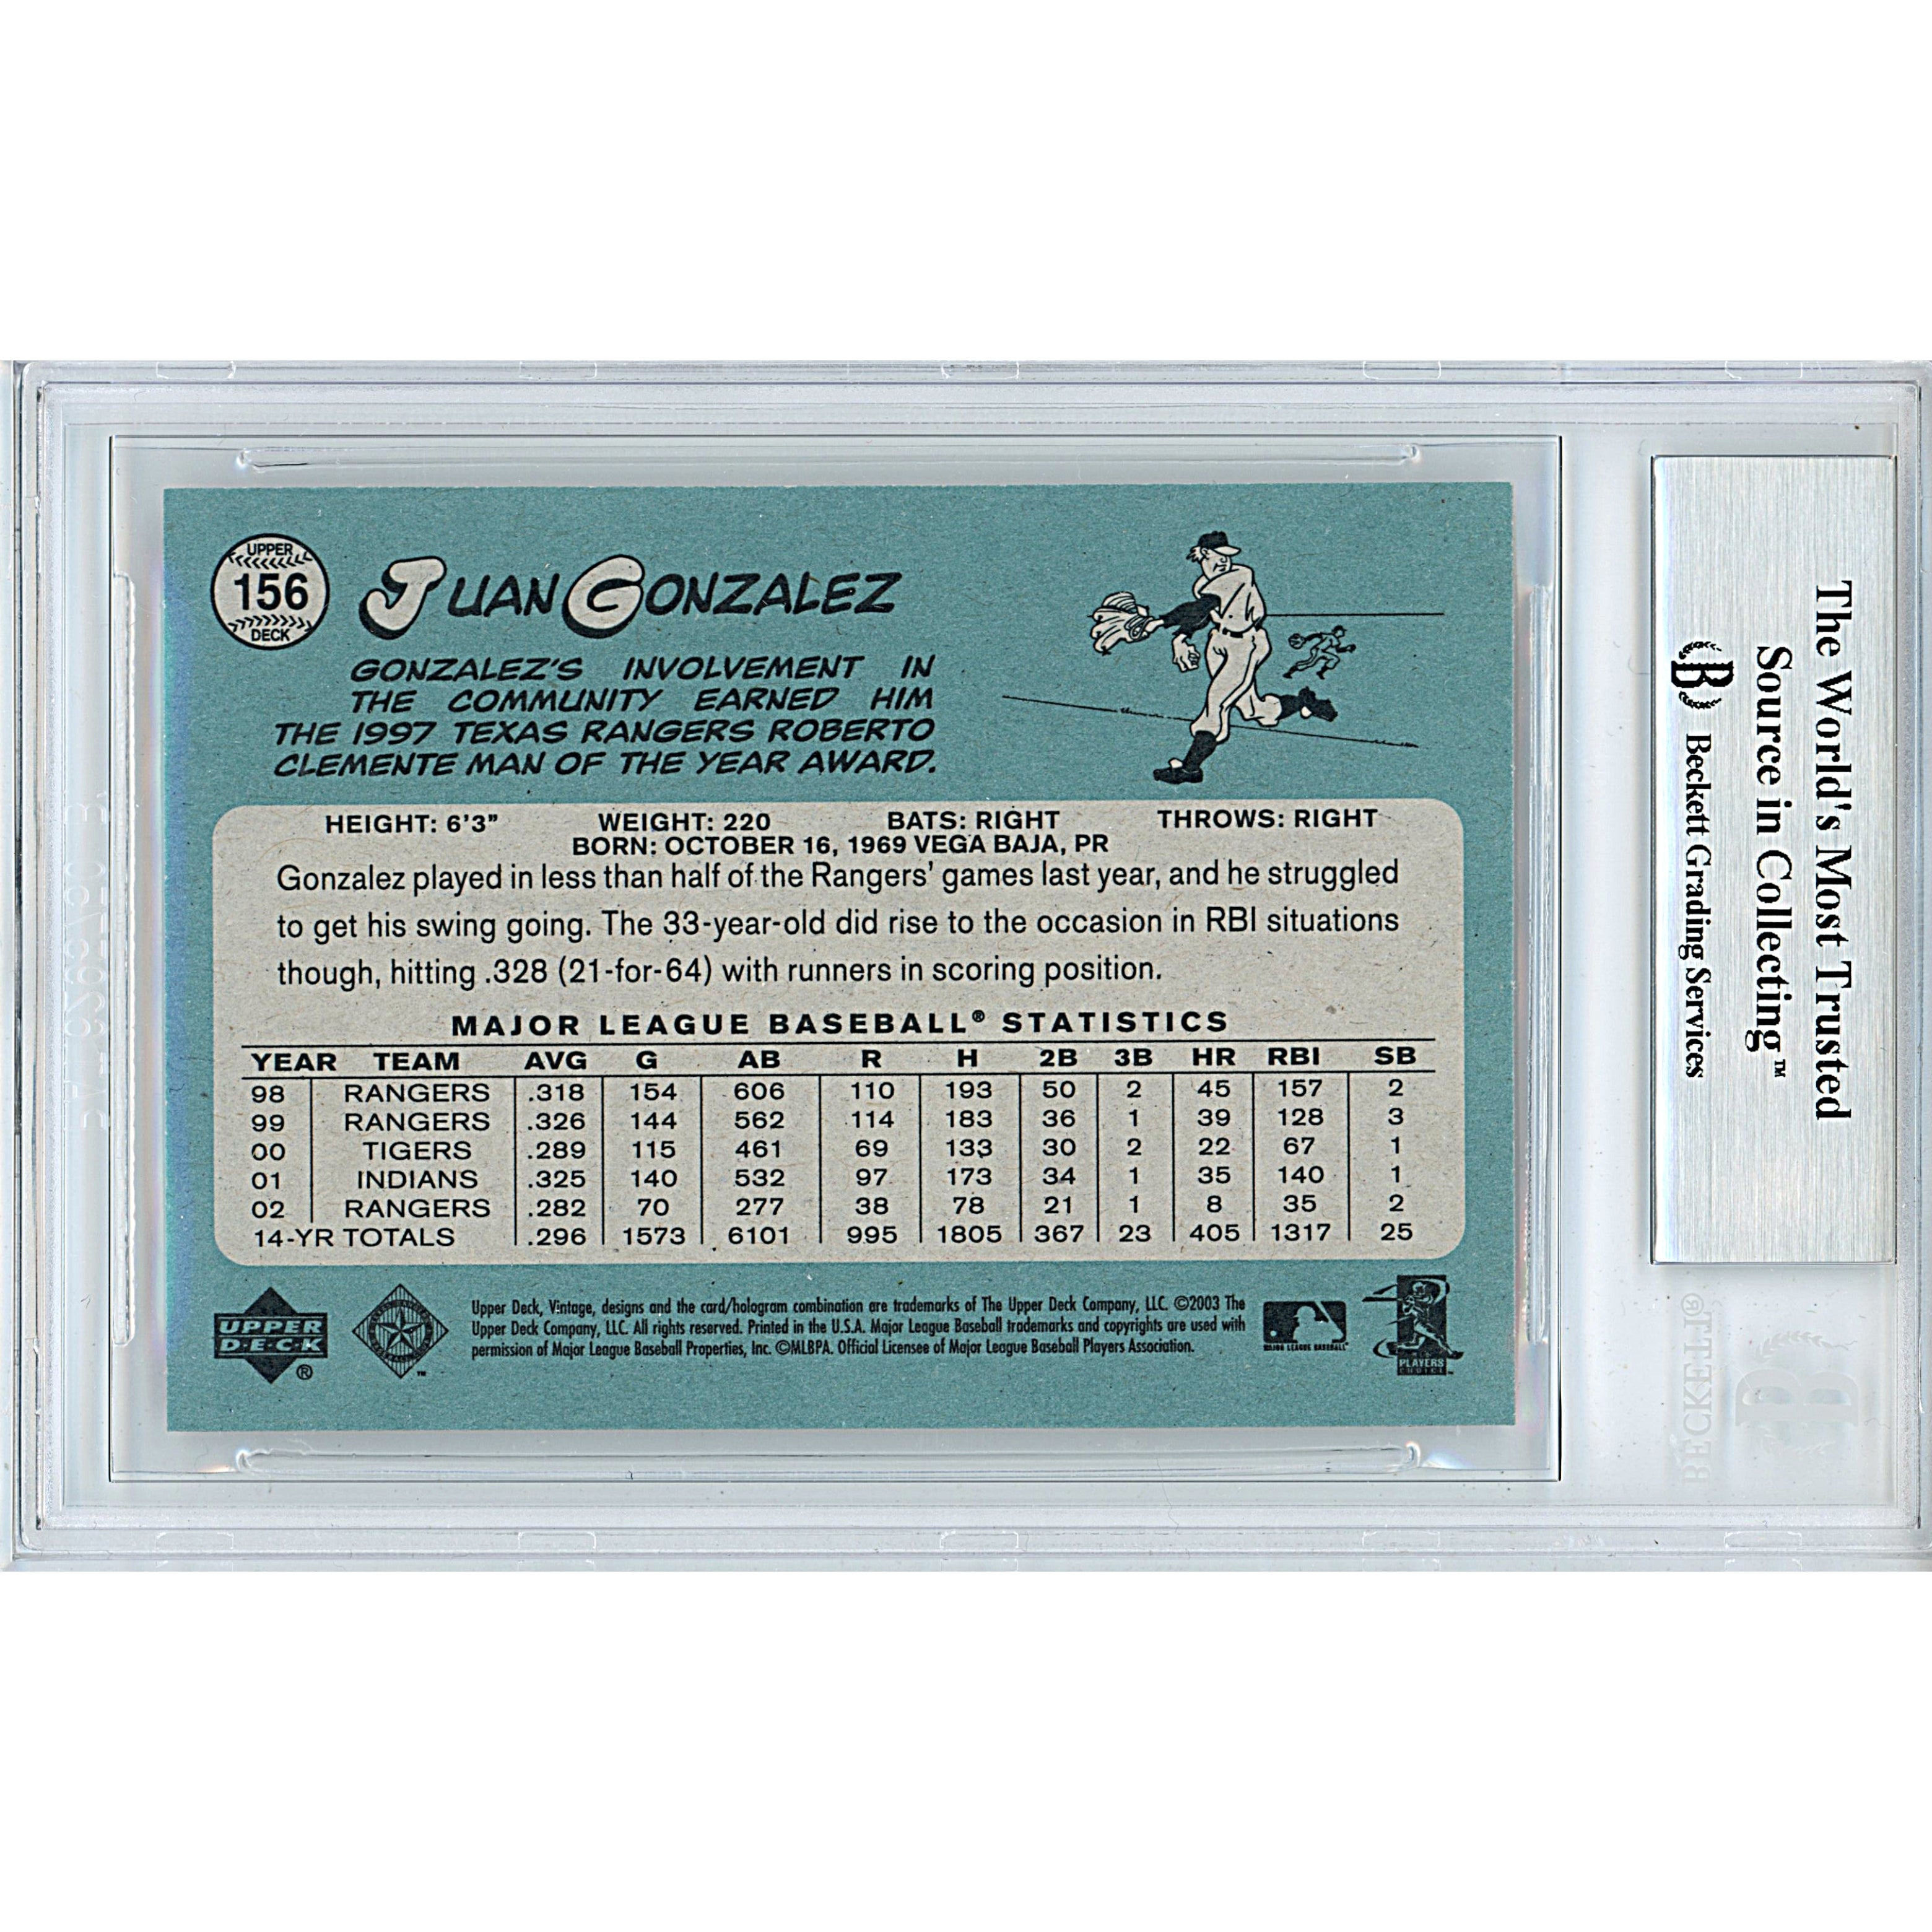 UPPER
156
DECK
JUAN GONZALEZ
GONZALEZ'S INVOLVEMENT IN
THE COMMUNITY EARNED HIM
THE 1997 TEXAS RANGERS ROBERTO
CLEMENTE MAN OF THE YEAR AWARD.
HEIGHT: 6'3" WEIGHT: 220 BATS: RIGHT THROWS: RIGHT
BORN: OCTOBER 16, 1969 VEGA BAJA, PR
Gonzalez played in less than half of the Rangers' games last year, and he struggled
to get his swing going. The 33-year-old did rise to the occasion in RBI situations
though, hitting .328 (21-for-64) with runners in scoring position.
MAJOR LEAGUE BASEBALL® STATISTICS
YEAR TEAM AVG G AB R H 2B 3B HR RBI SB
98 RANGERS .318 154 606 110 193 50 2 45 157 2
99 RANGERS .326 144 562 114 183 36 1 39 128 3
00 TIGERS .289 115 461 69 133 30 2 22 67 1
01 INDIANS .325 140 532 97 173 34 1 35 140 1
02 RANGERS .282 70 277 38 78 21 1 8 35 2
14-YR TOTALS .296 1573 6101 995 1805 367 23 405 1317 25
UPPER
D·E·C·K
®
™
Upper Deck, Vintage, designs and the card/hologram combination are trademarks of The Upper Deck Company, LLC. ©2003 The
Upper Deck Company, LLC. All rights reserved. Printed in the U.S.A. Major League Baseball trademarks and copyrights are used with
permission of Major League Baseball Properties, Inc. ©MLBPA. Official Licensee of Major League Baseball Players Association.
MAJOR LEAGUE BASEBALL
PLAYERS
CHOICE
The World's Most Trusted
Source in Collecting™
B Beckett Grading Services
BECKETT®
B